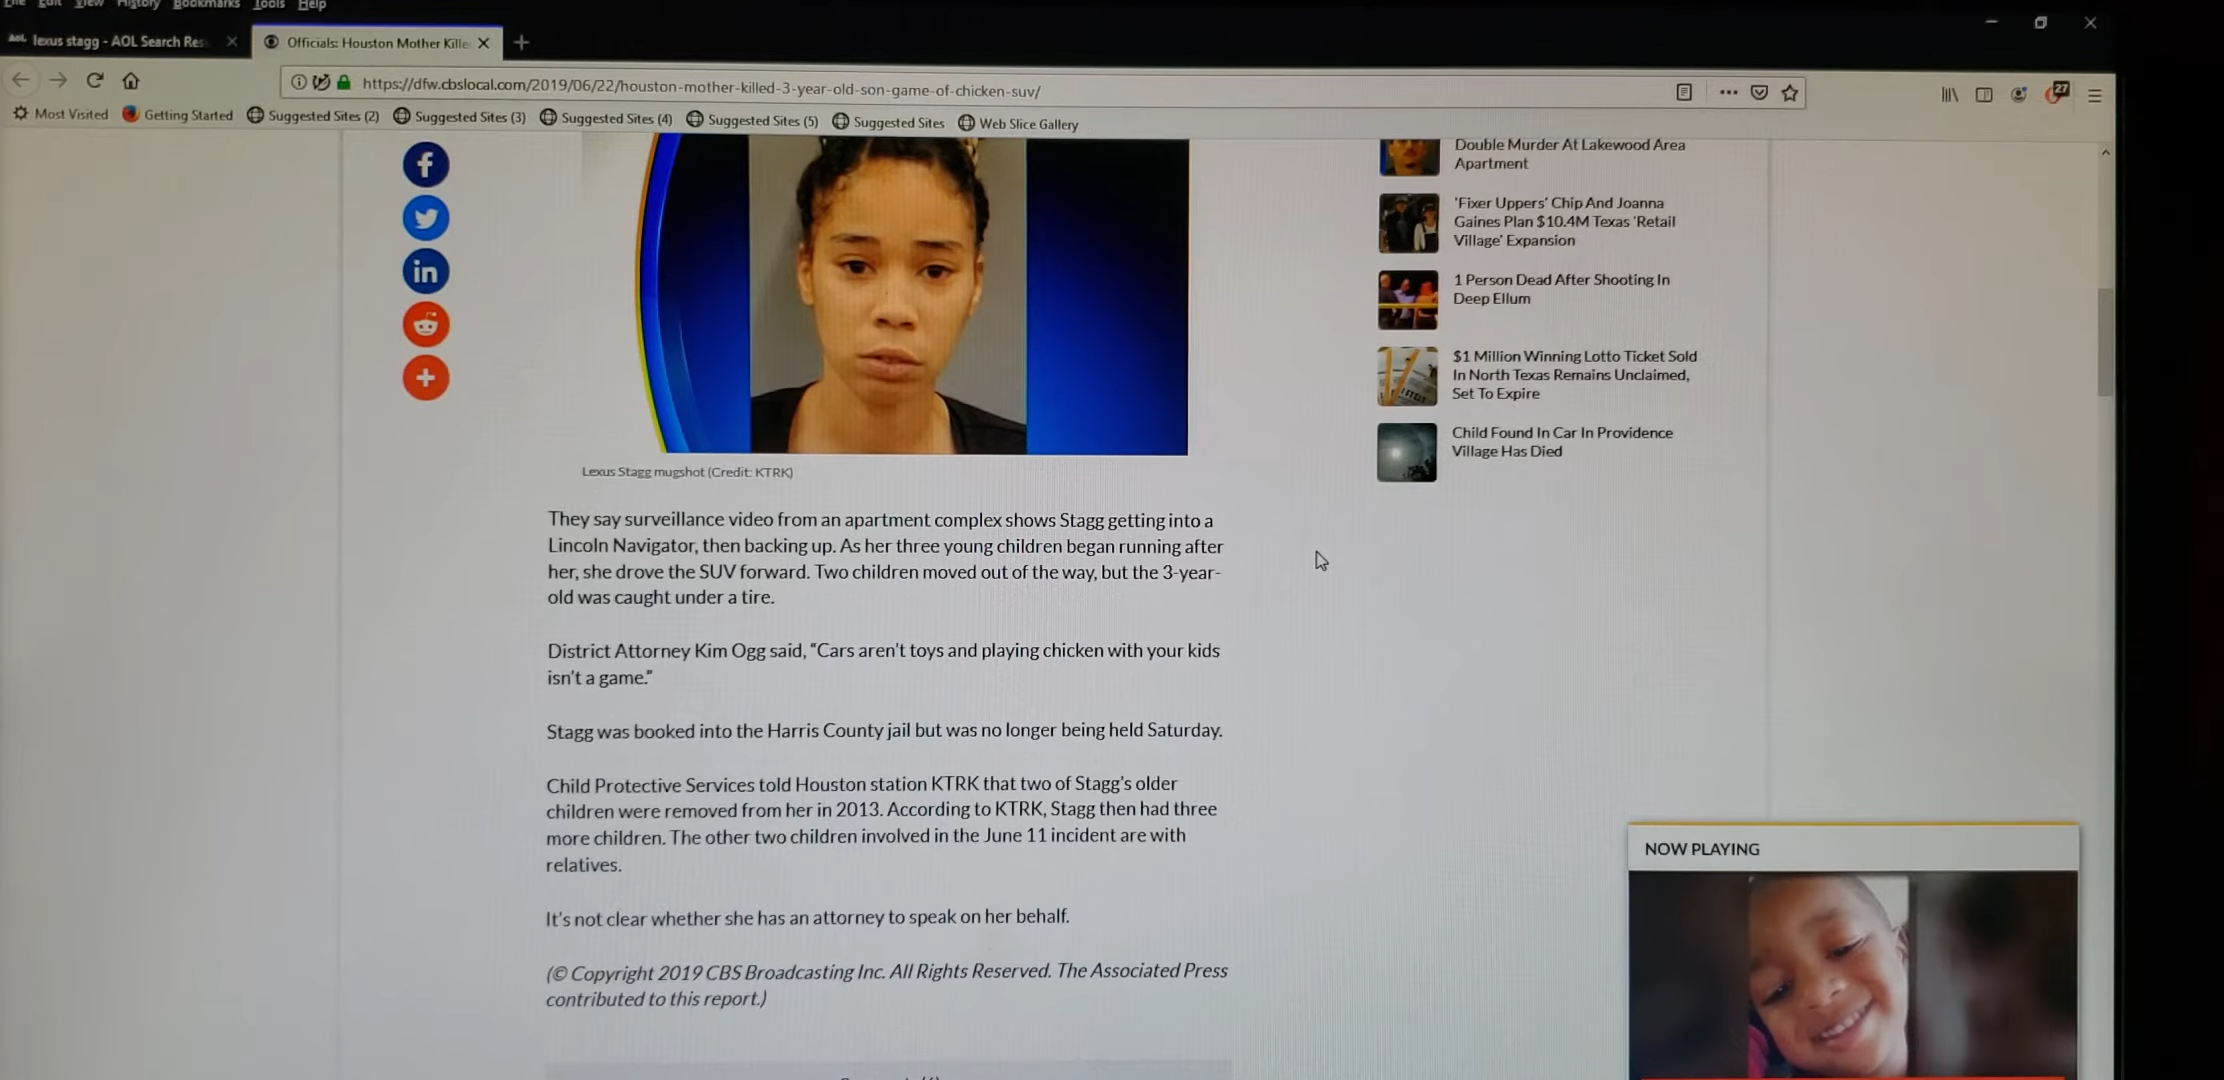 File Edit View History Bookmarks Tools Help
AOL. lexus stagg - AOL Search Res
Officials: Houston Mother Kille
https://dfw.cbslocal.com/2019/06/22/houston-mother-killed-3-year-old-son-game-of-chicken-suv/
27
Most Visited Getting Started Suggested Sites (2) Suggested Sites (3) Suggested Sites (4) Suggested Sites (5) Suggested Sites Web Slice Gallery
f
in
Lexus Stagg mugshot (Credit: KTRK)
They say surveillance video from an apartment complex shows Stagg getting into a
Lincoln Navigator, then backing up. As her three young children began running after
her, she drove the SUV forward. Two children moved out of the way, but the 3-year-
old was caught under a tire.
District Attorney Kim Ogg said, “Cars aren’t toys and playing chicken with your kids
isn’t a game.”
Stagg was booked into the Harris County jail but was no longer being held Saturday.
Child Protective Services told Houston station KTRK that two of Stagg’s older
children were removed from her in 2013. According to KTRK, Stagg then had three
more children. The other two children involved in the June 11 incident are with
relatives.
It’s not clear whether she has an attorney to speak on her behalf.
(© Copyright 2019 CBS Broadcasting Inc. All Rights Reserved. The Associated Press
contributed to this report.)
Double Murder At Lakewood Area
Apartment
'Fixer Uppers' Chip And Joanna
Gaines Plan $10.4M Texas 'Retail
Village' Expansion
1 Person Dead After Shooting In
Deep Ellum
$1 Million Winning Lotto Ticket Sold
In North Texas Remains Unclaimed,
Set To Expire
Child Found In Car In Providence
Village Has Died
NOW PLAYING